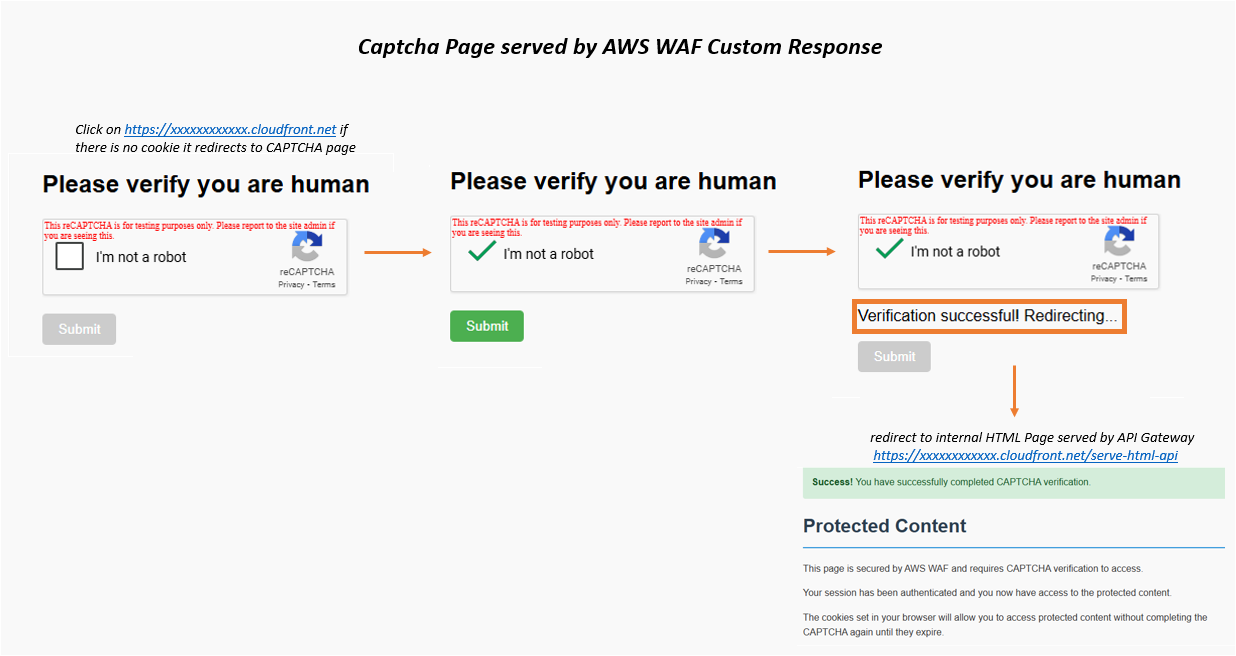 Captcha Page served by AWS WAF Custom Response
Click on https://xxxxxxxxxxxx.cloudfront.net if
there is no cookie it redirects to CAPTCHA page
Please verify you are human
This reCAPTCHA is for testing purposes only. Please report to the site admin if
you are seeing this.
I'm not a robot
reCAPTCHA
Privacy - Terms
Submit
Please verify you are human
This reCAPTCHA is for testing purposes only. Please report to the site admin if
you are seeing this.
I'm not a robot
reCAPTCHA
Privacy - Terms
Submit
Please verify you are human
This reCAPTCHA is for testing purposes only. Please report to the site admin if
you are seeing this.
I'm not a robot
reCAPTCHA
Privacy - Terms
Verification successful! Redirecting...
Submit
redirect to internal HTML Page served by API Gateway
https://xxxxxxxxxxxx.cloudfront.net/serve-html-api
Success! You have successfully completed CAPTCHA verification.
Protected Content
This page is secured by AWS WAF and requires CAPTCHA verification to access.
Your session has been authenticated and you now have access to the protected content.
The cookies set in your browser will allow you to access protected content without completing the
CAPTCHA again until they expire.